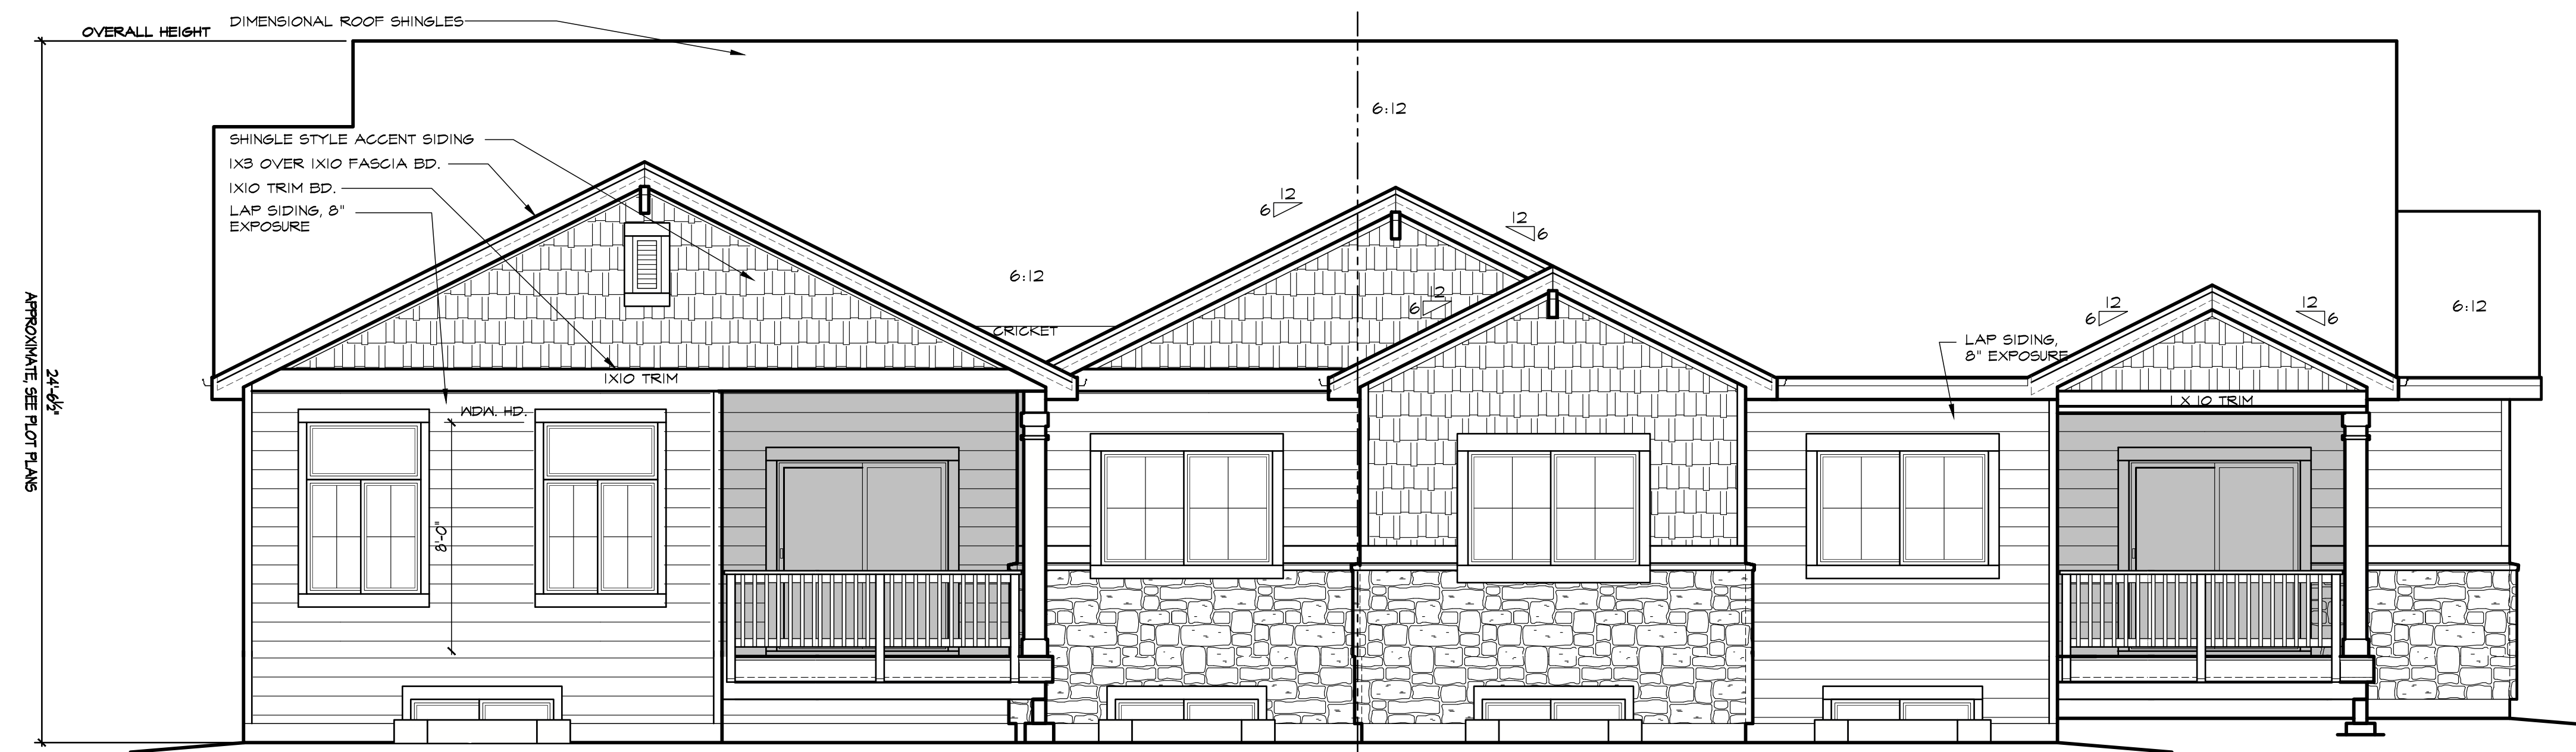 DIMENSIONAL ROOF SHINGLES
OVERALL HEIGHT
6:12
SHINGLE STYLE ACCENT SIDING
1X3 OVER 1X10 FASCIA BD.
1X10 TRIM BD.
LAP SIDING, 8"
EXPOSURE
12
6
12
6
6:12
12
6
CRICKET
12
6
12
6
6:12
LAP SIDING,
8" EXPOSURE
1X10 TRIM
1 X 10 TRIM
WDW. HD.
8'-0"
24'-6½"
APPROXIMATE, SEE PLOT PLANS